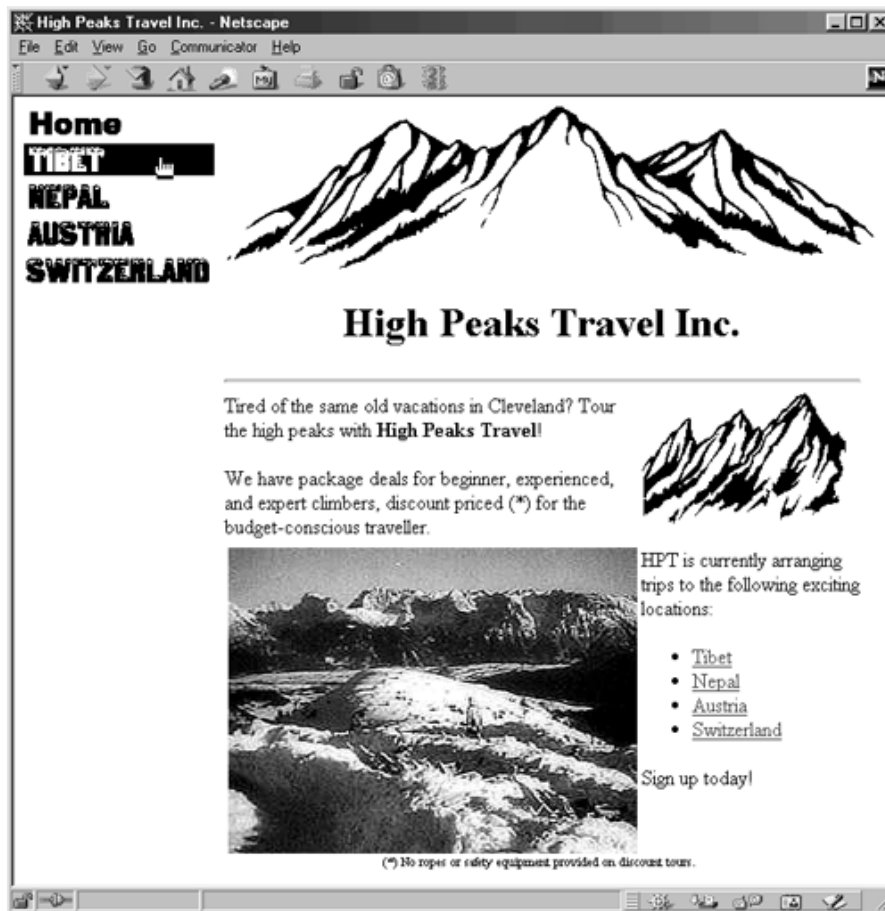 High Peaks Travel Inc. - Netscape
File Edit View Go Communicator Help
My
N
Home
TIBET
NEPAL
AUSTRIA
SWITZERLAND
High Peaks Travel Inc.
Tired of the same old vacations in Cleveland? Tour
the high peaks with High Peaks Travel!
We have package deals for beginner, experienced,
and expert climbers, discount priced (*) for the
budget-conscious traveller.
HPT is currently arranging
trips to the following exciting
locations:
• Tibet
• Nepal
• Austria
• Switzerland
Sign up today!
(*) No ropes or safety equipment provided on discount tours.